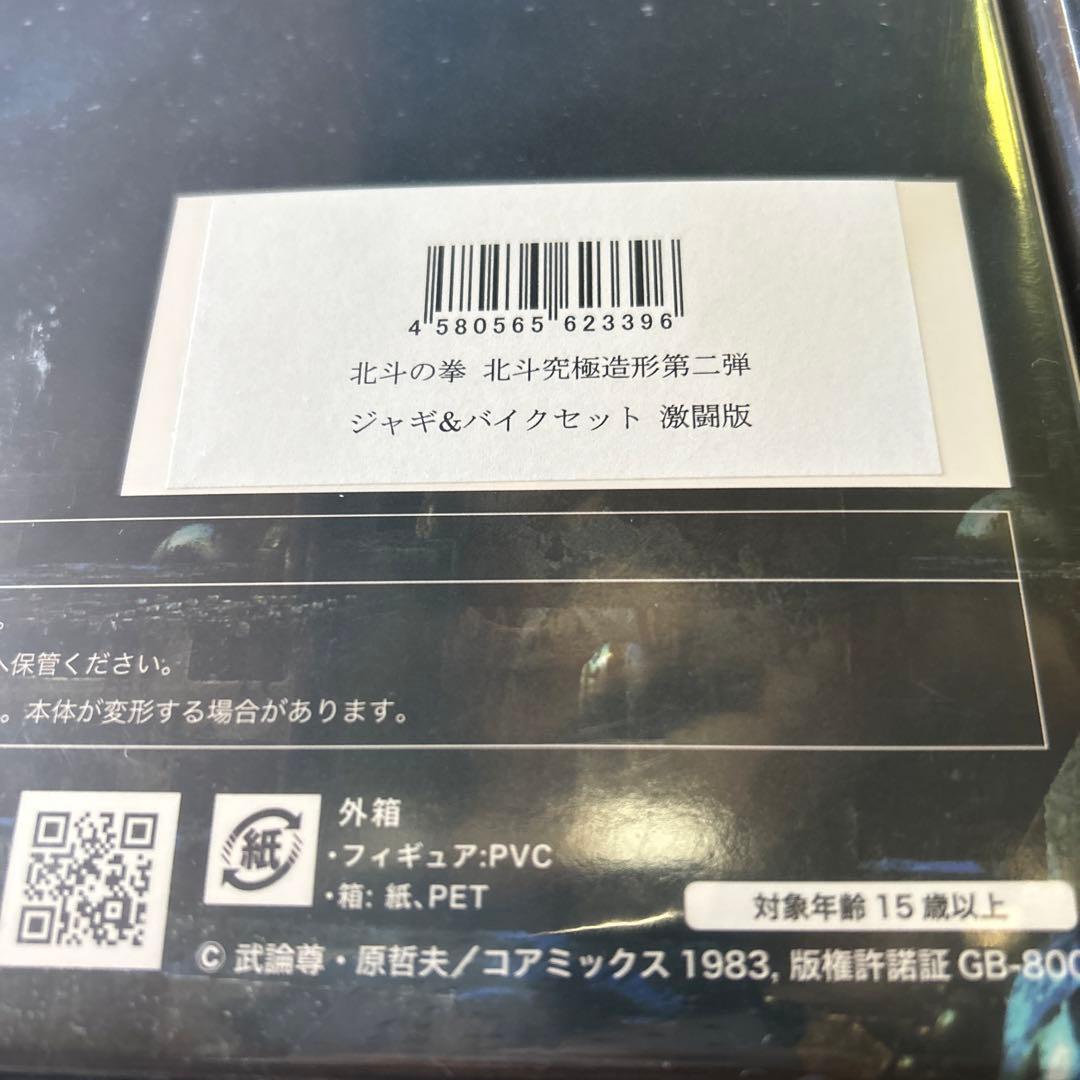 4 580565 623396
北斗の拳 北斗究極造形第二弾
ジャギ&バイクセット 激闘版
。
へ保管ください。
。本体が変形する場合があります。
紙
外箱
・フィギュア:PVC
・箱: 紙、PET
対象年齢 15 歳以上
© 武論尊・原哲夫／コアミックス 1983, 版権許諾証 GB-800